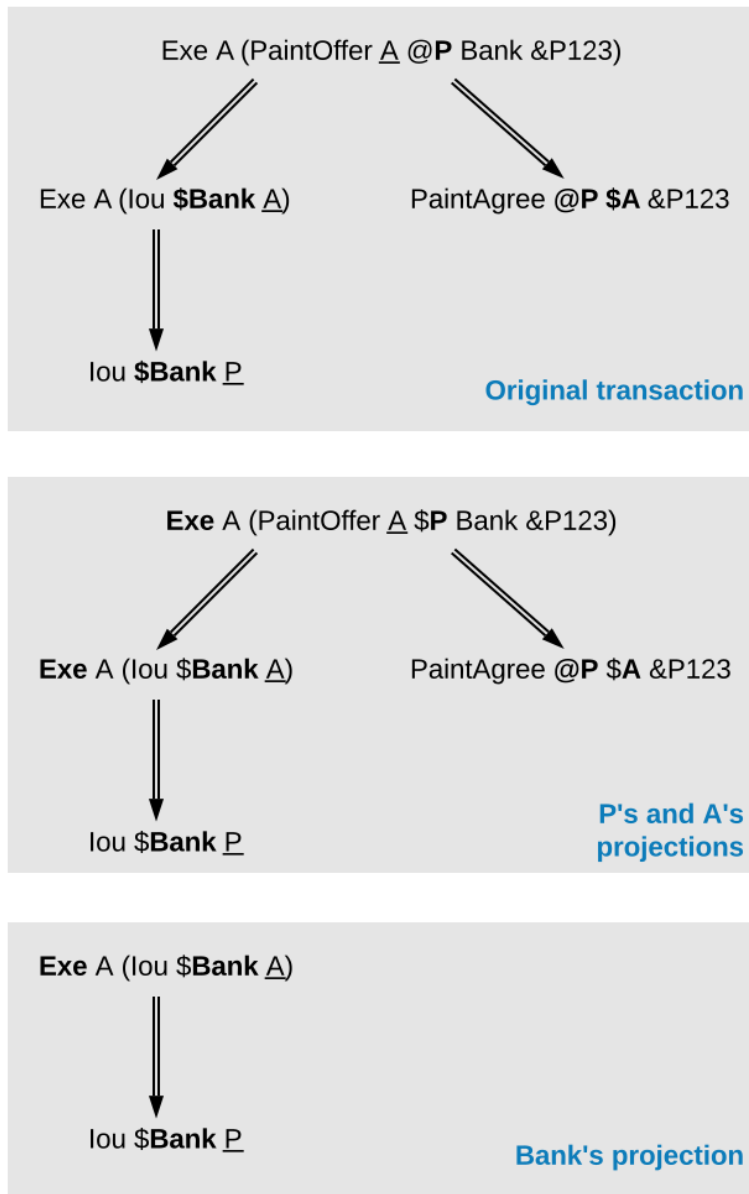 Exe A (PaintOffer A @P Bank &P123)
Exe A (Iou $Bank A)
PaintAgree @P $A &P123
Iou $Bank P
Original transaction
Exe A (PaintOffer A $P Bank &P123)
Exe A (Iou $Bank A)
PaintAgree @P $A &P123
Iou $Bank P
P's and A's
projections
Exe A (Iou $Bank A)
Iou $Bank P
Bank's projection